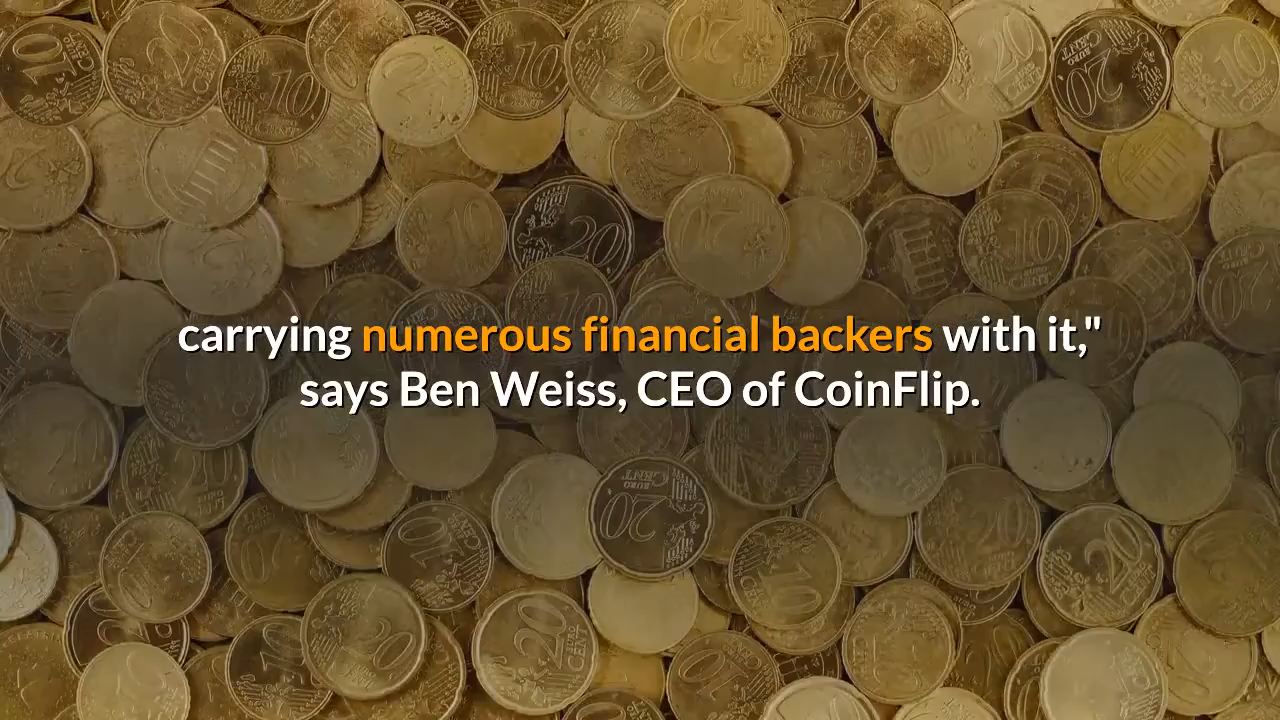 carrying numerous financial backers with it,"
says Ben Weiss, CEO of CoinFlip.